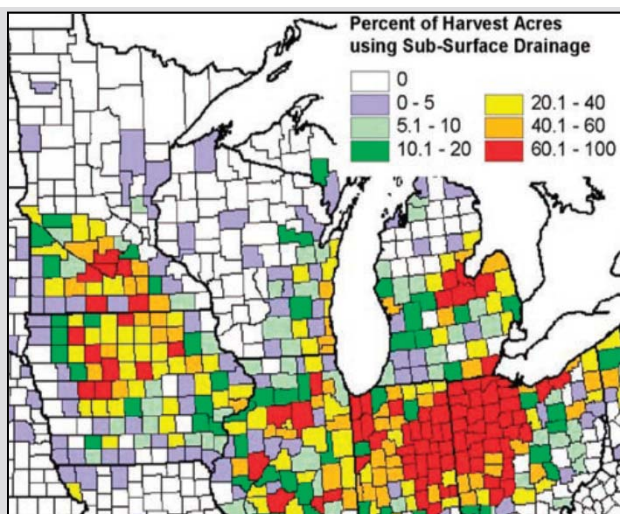 Percent of Harvest Acres
using Sub-Surface Drainage
0
0 - 5
5.1 - 10
10.1 - 20
20.1 - 40
40.1 - 60
60.1 - 100